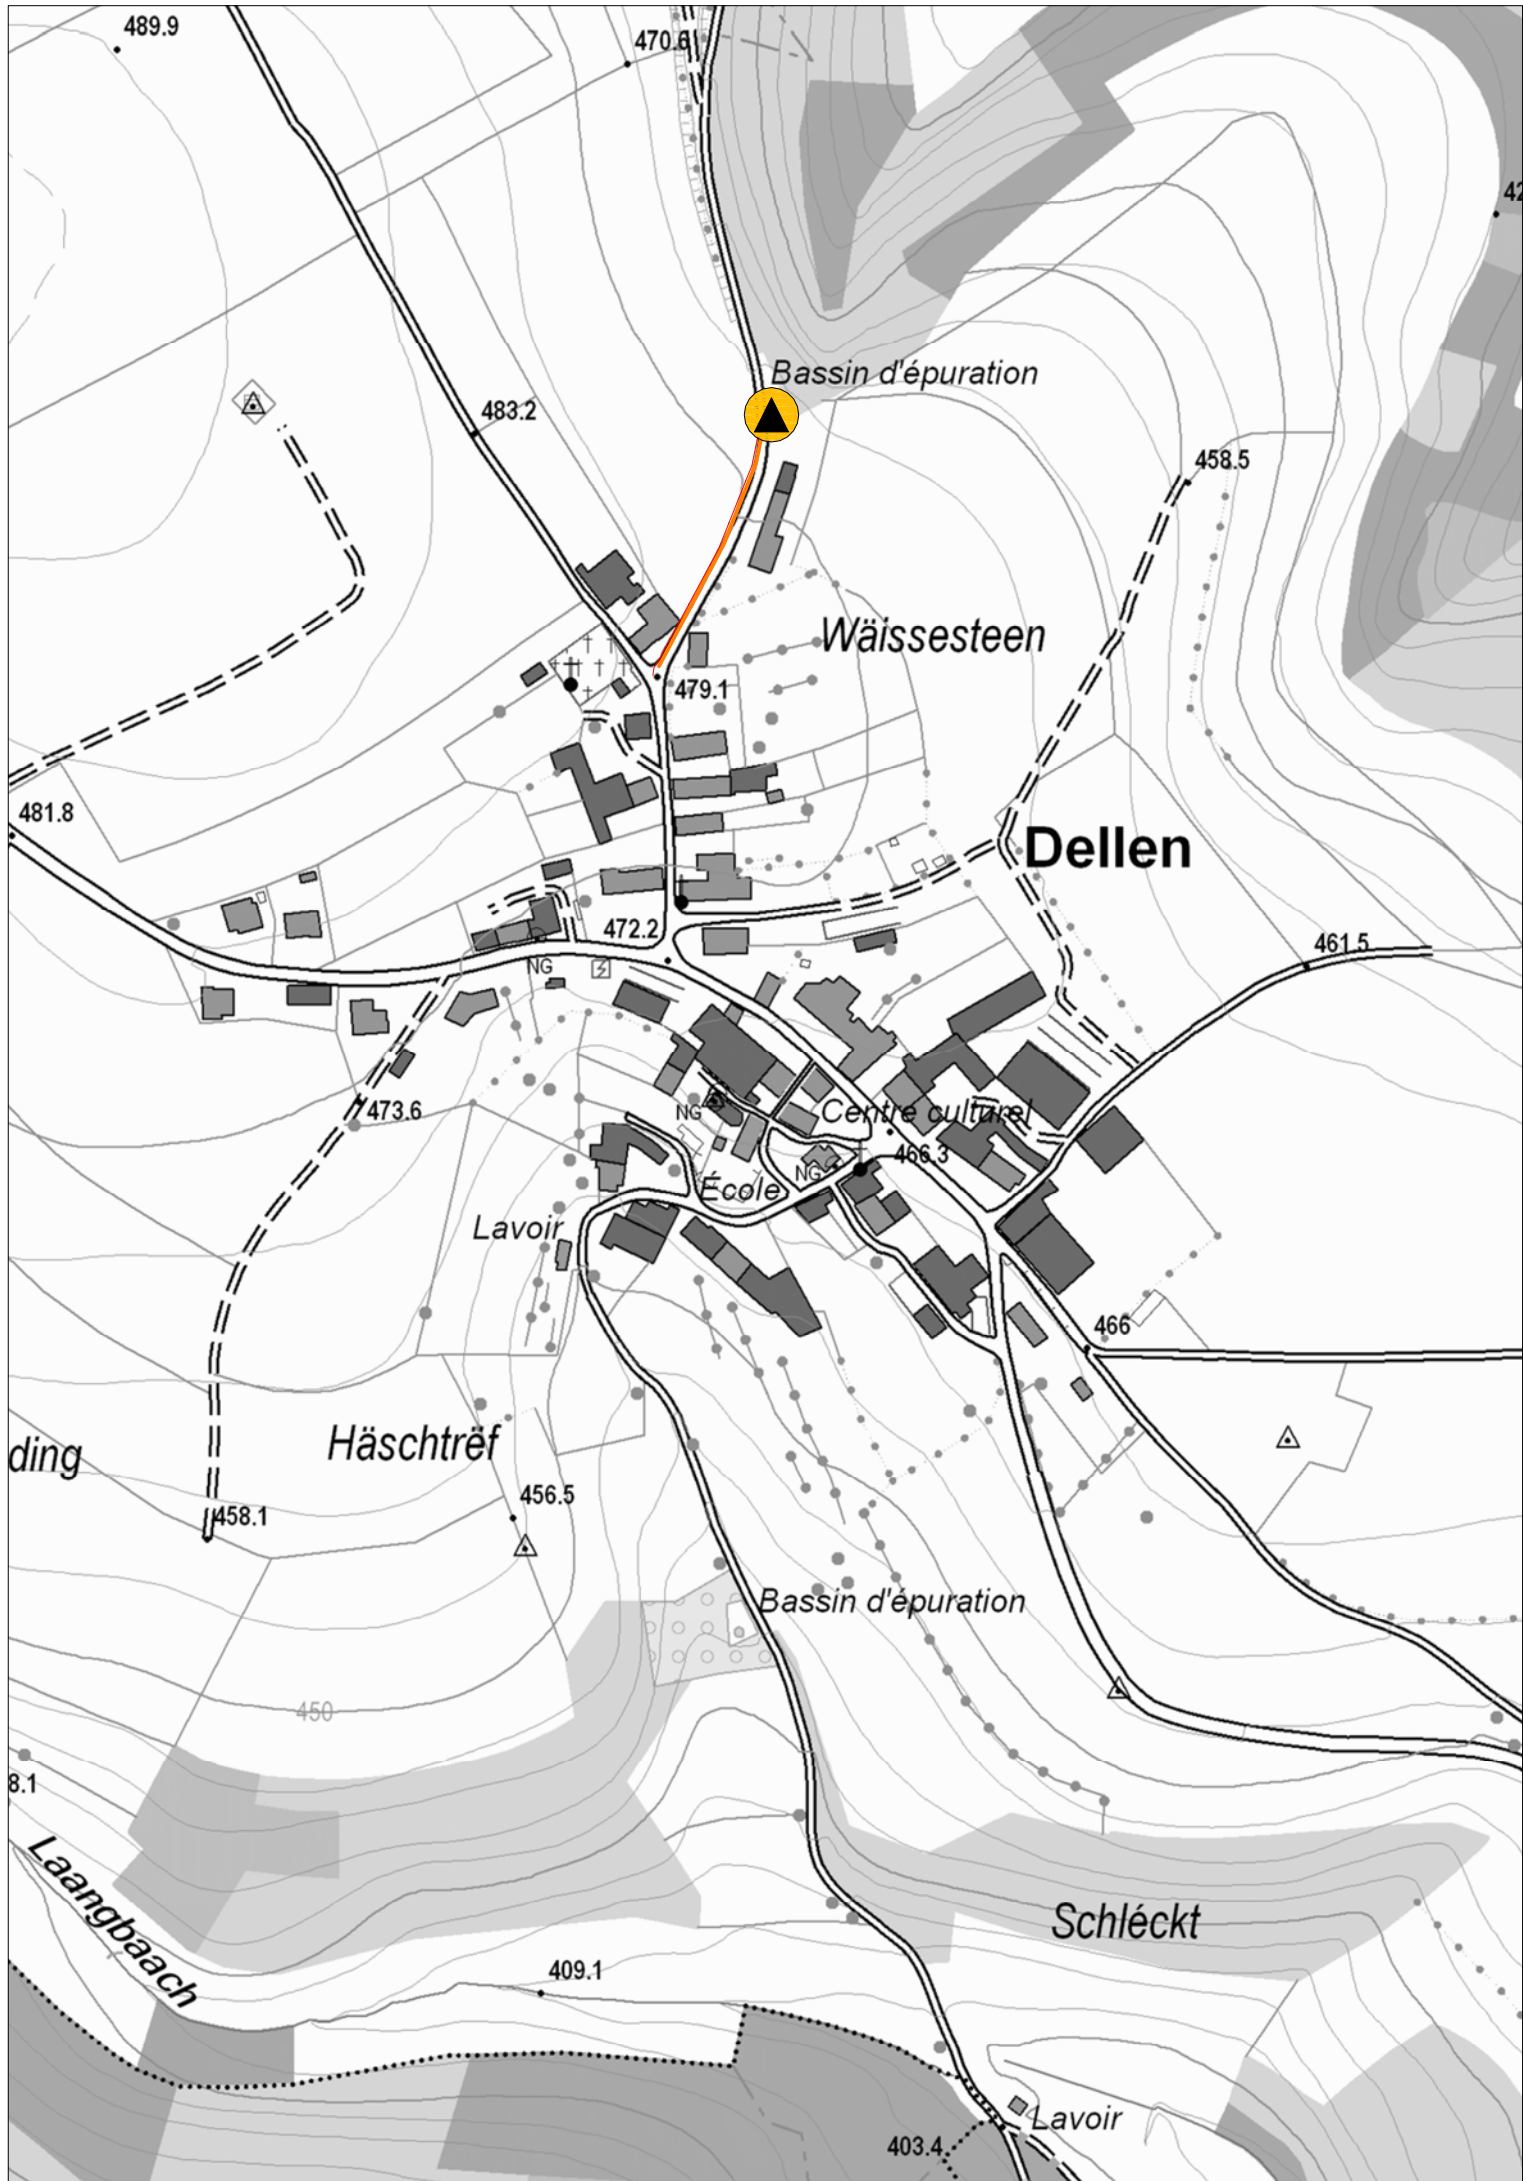 489.9
470.6
42
Bassin d'épuration
483.2
458.5
Wäissesteen
479.1
481.8
Dellen
472.2
461.5
NG
473.6
NG
Centre culturel
466.3
NG
École
Lavoir
466
Häschtrëf
ding
456.5
458.1
Bassin d'épuration
450
8.1
Laangbaach
Schléckt
409.1
Lavoir
403.4